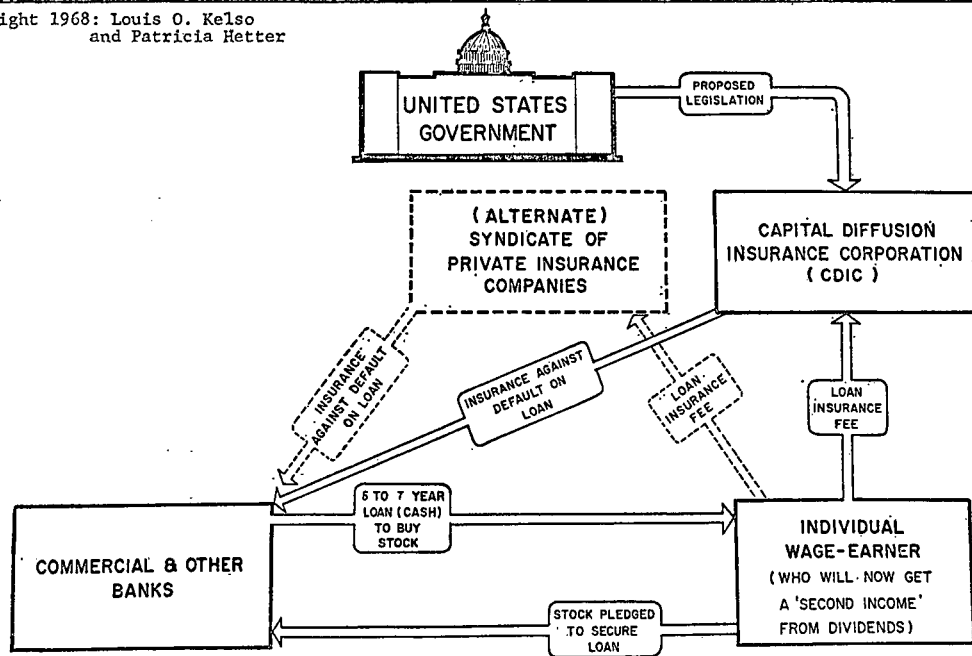 ight 1968: Louis O. Kelso
and Patricia Hetter
UNITED STATES
GOVERNMENT
PROPOSED
LEGISLATION
(ALTERNATE)
SYNDICATE OF
PRIVATE INSURANCE
COMPANIES
CAPITAL DIFFUSION
INSURANCE CORPORATION
(CDIC)
INSURANCE
AGAINST DEFAULT
ON LOAN
INSURANCE AGAINST
DEFAULT ON
LOAN
LOAN
INSURANCE
FEE
LOAN
INSURANCE
FEE
5 TO 7 YEAR
LOAN (CASH)
TO BUY
STOCK
COMMERCIAL & OTHER
BANKS
INDIVIDUAL
WAGE-EARNER
(WHO WILL NOW GET
A 'SECOND INCOME'
FROM DIVIDENDS)
STOCK PLEDGED
TO SECURE
LOAN